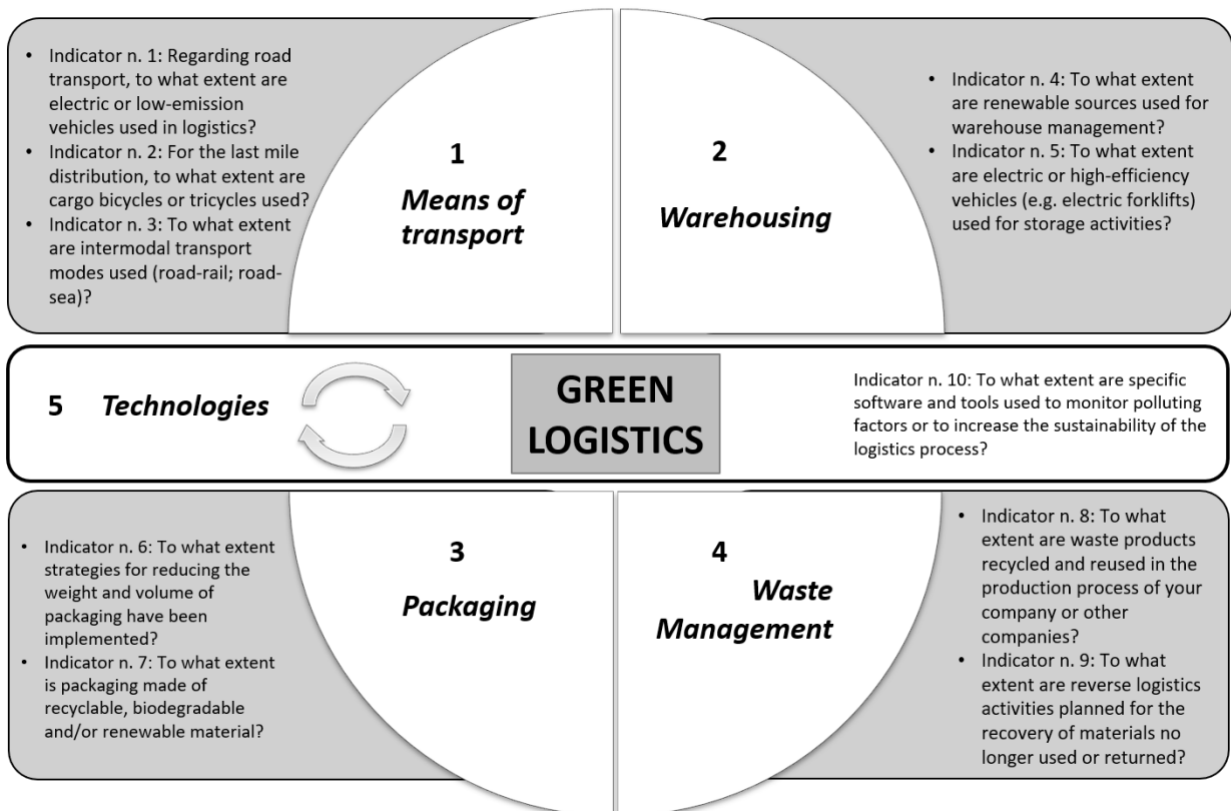 • Indicator n. 1: Regarding road
transport, to what extent are
electric or low-emission
vehicles used in logistics?
• Indicator n. 2: For the last mile
distribution, to what extent are
cargo bicycles or tricycles used?
• Indicator n. 3: To what extent
are intermodal transport
modes used (road-rail; road-
sea)?
1
Means of
transport
2
Warehousing
• Indicator n. 4: To what extent
are renewable sources used for
warehouse management?
• Indicator n. 5: To what extent
are electric or high-efficiency
vehicles (e.g. electric forklifts)
used for storage activities?
5 Technologies
GREEN
LOGISTICS
Indicator n. 10: To what extent are specific
software and tools used to monitor polluting
factors or to increase the sustainability of the
logistics process?
• Indicator n. 6: To what extent
strategies for reducing the
weight and volume of
packaging have been
implemented?
• Indicator n. 7: To what extent
is packaging made of
recyclable, biodegradable
and/or renewable material?
3
Packaging
4
Waste
Management
• Indicator n. 8: To what
extent are waste products
recycled and reused in the
production process of your
company or other
companies?
• Indicator n. 9: To what
extent are reverse logistics
activities planned for the
recovery of materials no
longer used or returned?